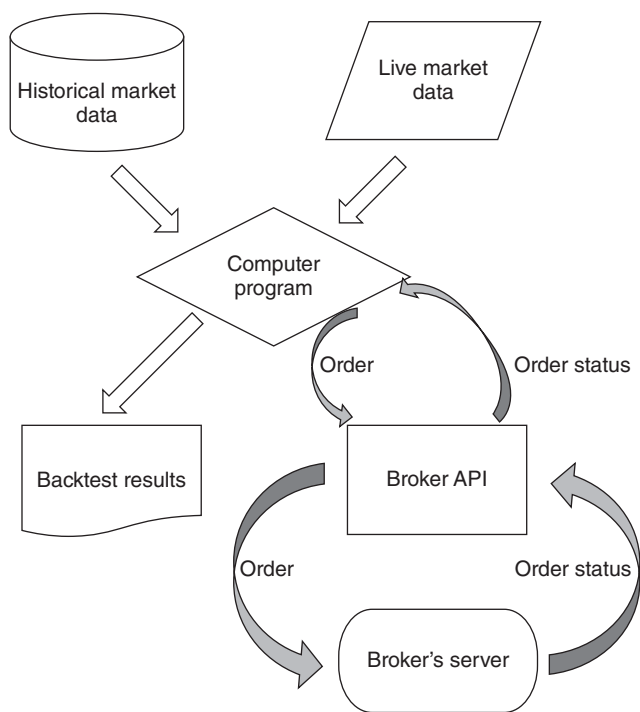 Historical market
data
Live market
data
Computer
program
Order
Order status
Backtest results
Broker API
Order
Order status
Broker's server